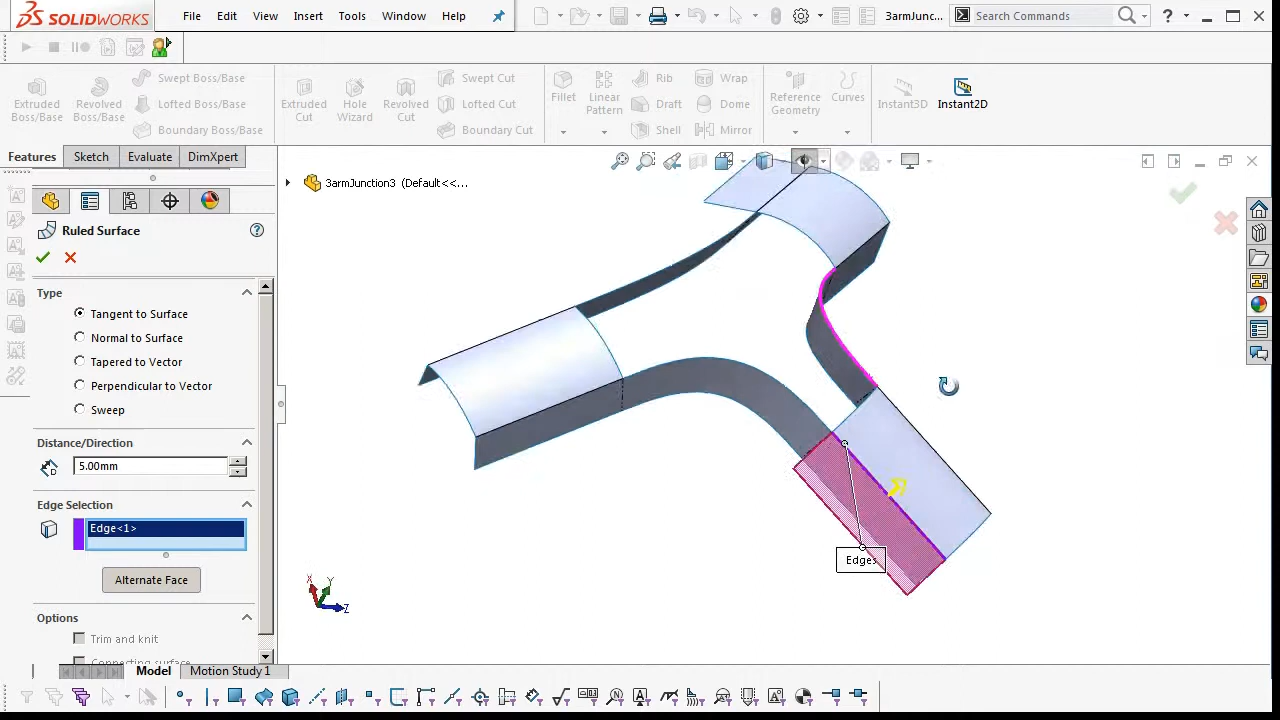 SOLIDWORKS File Edit View Insert Tools Window Help 3armJunc... Search Commands ?
Extruded Boss/Base Revolved Boss/Base Swept Boss/Base Lofted Boss/Base Boundary Boss/Base Extruded Cut Hole Wizard Revolved Cut Swept Cut Lofted Cut Boundary Cut Fillet Linear Pattern Rib Draft Shell Wrap Dome Mirror Reference Geometry Curves Instant3D Instant2D
Features Sketch Evaluate DimXpert
3armJunction3 (Default<<...
Ruled Surface ?
Type
Tangent to Surface
Normal to Surface
Tapered to Vector
Perpendicular to Vector
Sweep
Distance/Direction
5.00mm
Edge Selection
Edge<1>
Alternate Face
Options
Trim and knit
Connecting surface
Edges
X Y Z
Model Motion Study 1